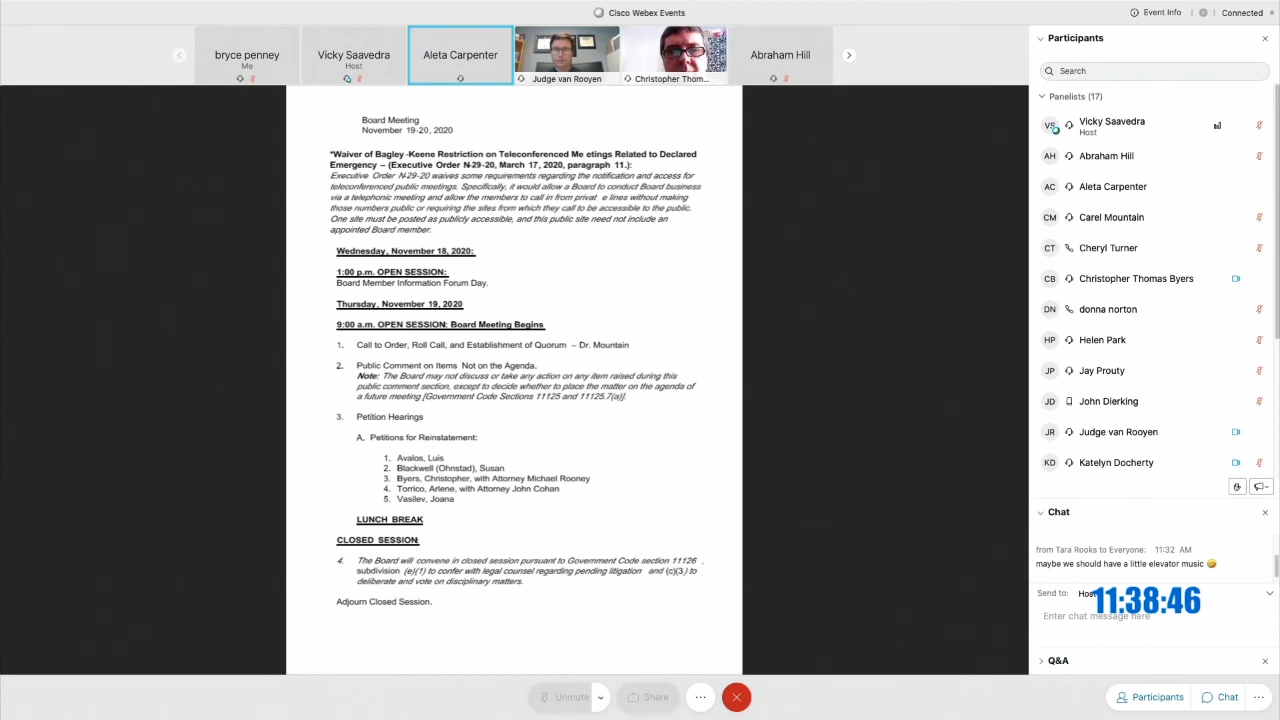 Cisco Webex Events
Event Info
Connected
bryce penney
Me
Vicky Saavedra
Host
Aleta Carpenter
Judge van Rooyen
Christopher Thom...
Abraham Hill
Board Meeting
November 19-20, 2020
*Waiver of Bagley -Keene Restriction on Teleconferenced Me etings Related to Declared
Emergency – (Executive Order N-29-20, March 17, 2020, paragraph 11.):
Executive Order N-29-20 waives some requirements regarding the notification and access for
teleconferenced public meetings. Specifically, it would allow a Board to conduct Board business
via a telephonic meeting and allow the members to call in from privat e lines without making
those numbers public or requiring the sites from which they call to be accessible to the public.
One site must be posted as publicly accessible, and this public site need not include an
appointed Board member.
Wednesday, November 18, 2020:
1:00 p.m. OPEN SESSION:
Board Member Information Forum Day.
Thursday, November 19, 2020
9:00 a.m. OPEN SESSION: Board Meeting Begins
1. Call to Order, Roll Call, and Establishment of Quorum – Dr. Mountain
2. Public Comment on Items Not on the Agenda.
Note: The Board may not discuss or take any action on any item raised during this
public comment section, except to decide whether to place the matter on the agenda of
a future meeting [Government Code Sections 11125 and 11125.7(a)].
3. Petition Hearings
A. Petitions for Reinstatement:
1. Avalos, Luis
2. Blackwell (Ohnstad), Susan
3. Byers, Christopher, with Attorney Michael Rooney
4. Torrico, Arlene, with Attorney John Cohan
5. Vasilev, Joana
LUNCH BREAK
CLOSED SESSION:
4. The Board will convene in closed session pursuant to Government Code section 11126 ,
subdivision (e)(1) to confer with legal counsel regarding pending litigation and (c)(3) to
deliberate and vote on disciplinary matters.
Adjourn Closed Session.
Participants
Search
Panelists (17)
VS Vicky Saavedra
Host
AH Abraham Hill
AC Aleta Carpenter
CM Carel Mountain
CT Cheryl Turner
CB Christopher Thomas Byers
DN donna norton
HP Helen Park
JP Jay Prouty
JD John Dierking
JR Judge van Rooyen
KD Katelyn Docherty
Chat
from Tara Rooks to Everyone: 11:32 AM
maybe we should have a little elevator music
Send to: Host
11:38:46
Enter chat message here
Q&A
Unmute
Share
Participants
Chat